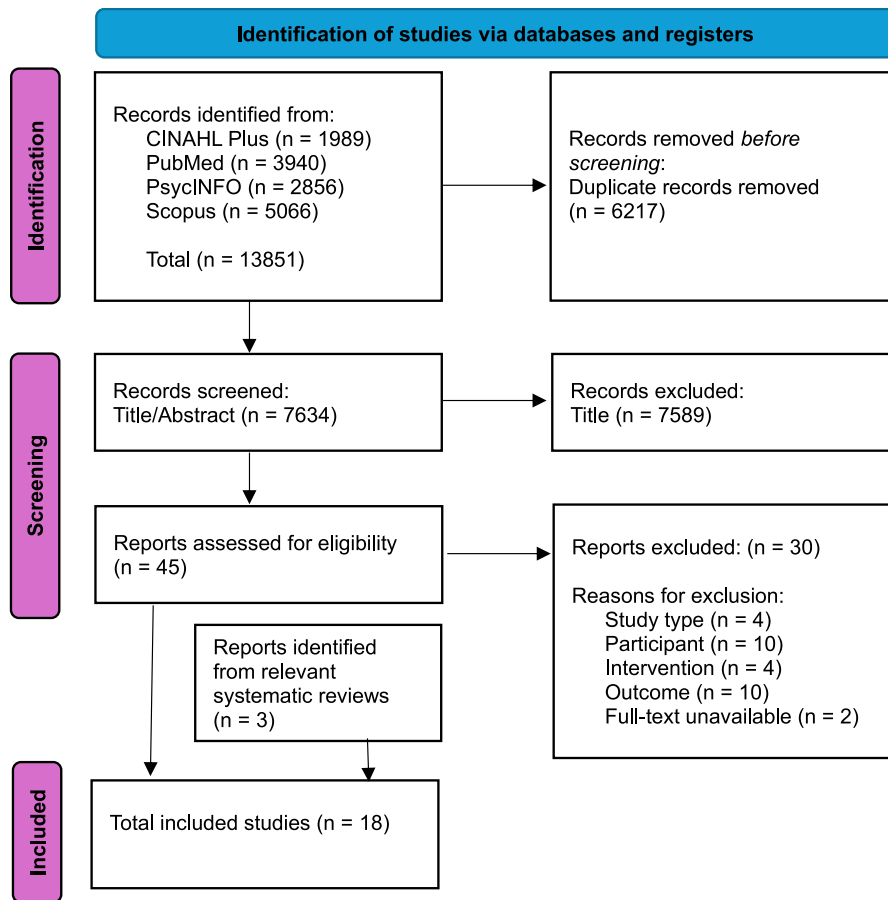 Identification of studies via databases and registers
Identification
Records identified from:
CINAHL Plus (n = 1989)
PubMed (n = 3940)
PsycINFO (n = 2856)
Scopus (n = 5066)
Total (n = 13851)
Records removed before
screening:
Duplicate records removed
(n = 6217)
Screening
Records screened:
Title/Abstract (n = 7634)
Records excluded:
Title (n = 7589)
Reports assessed for eligibility
(n = 45)
Reports excluded: (n = 30)
Reasons for exclusion:
Study type (n = 4)
Participant (n = 10)
Intervention (n = 4)
Outcome (n = 10)
Full-text unavailable (n = 2)
Reports identified
from relevant
systematic reviews
(n = 3)
Included
Total included studies (n = 18)